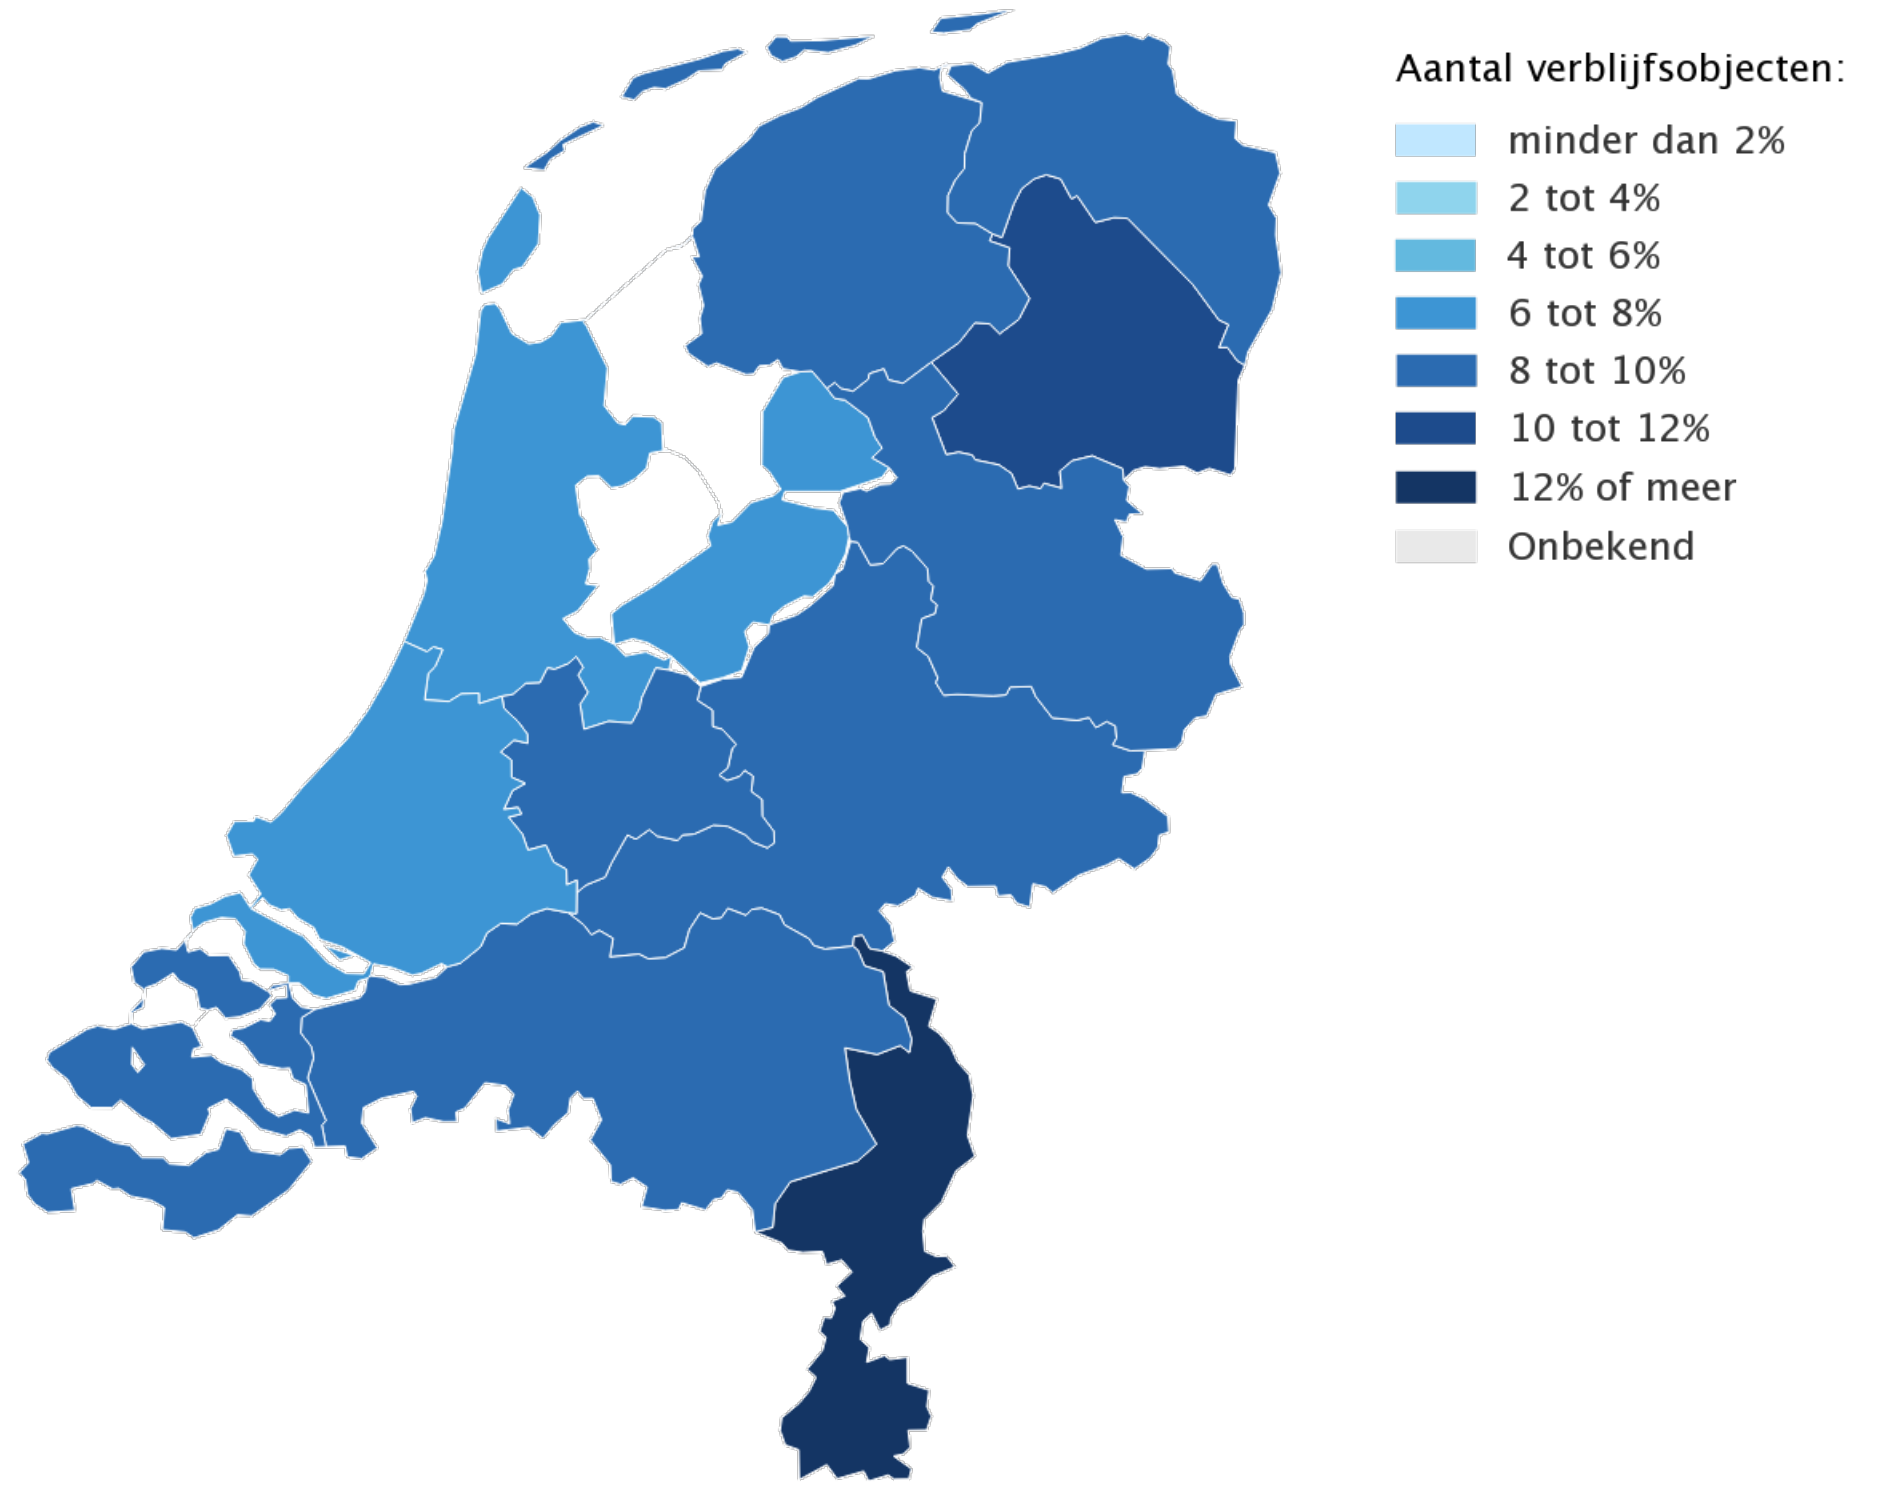 Aantal verblijfsobjecten:
minder dan 2%
2 tot 4%
4 tot 6%
6 tot 8%
8 tot 10%
10 tot 12%
12% of meer
Onbekend